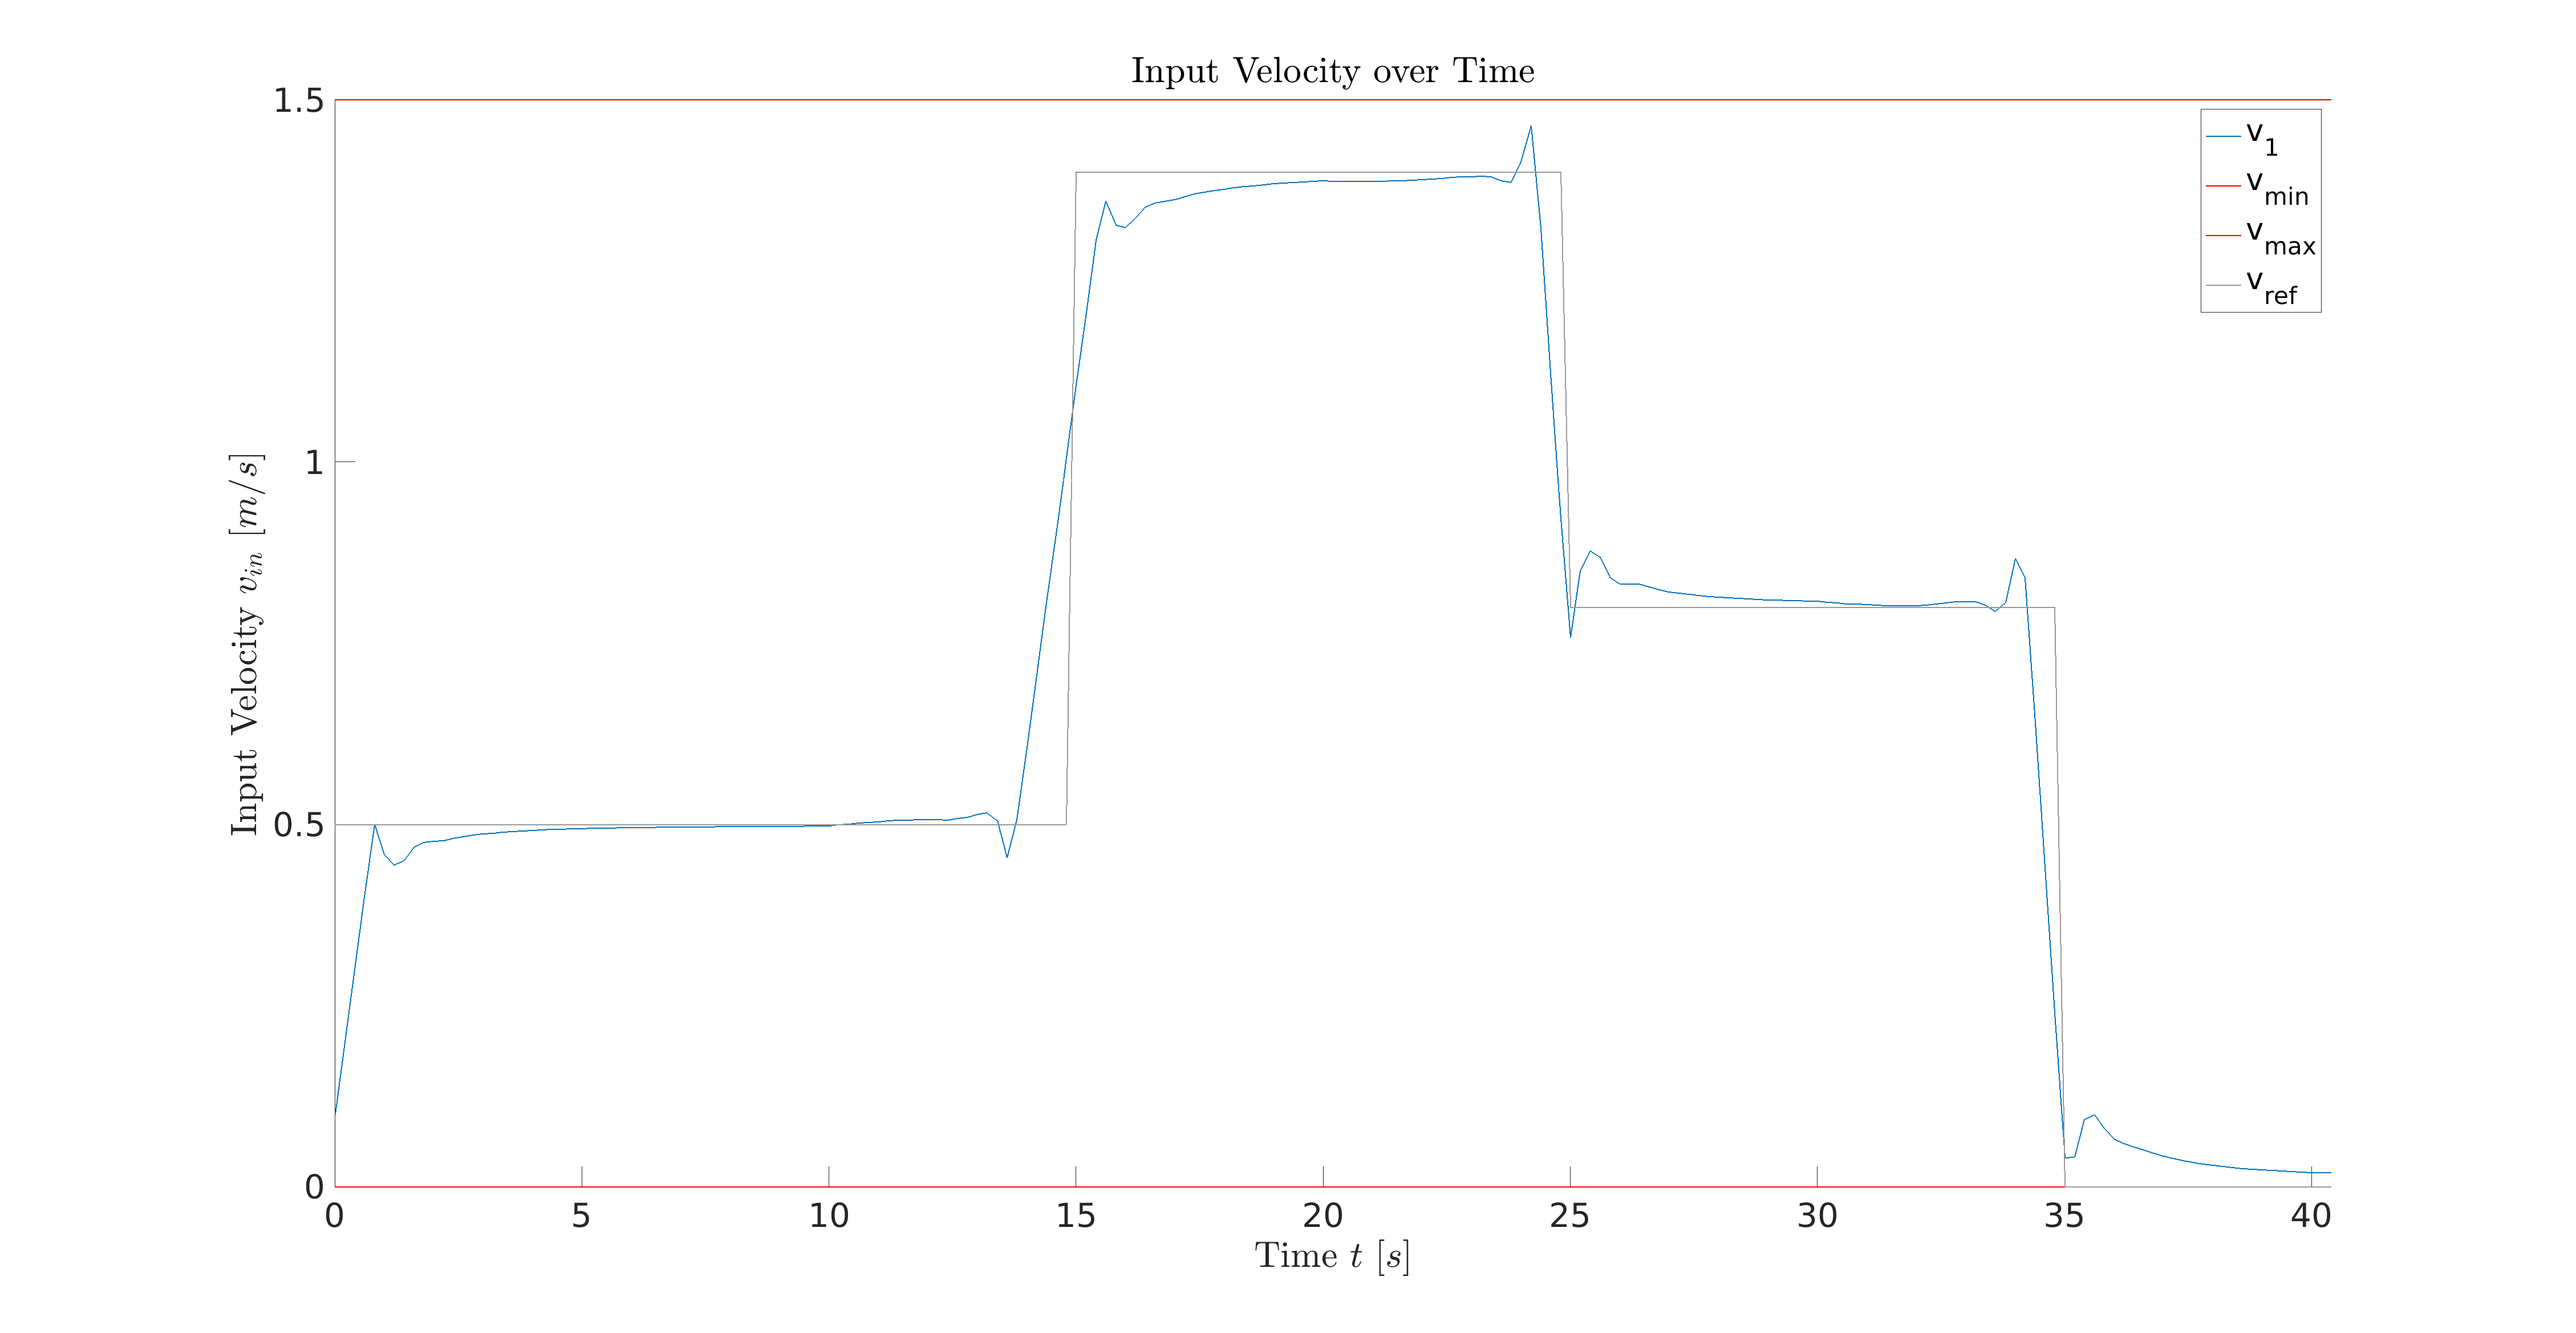 Input Velocity over Time
1.5
1
0.5
0
Input Velocity v_in [m/s]
0 5 10 15 20 25 30 35 40
Time t [s]
v_1
v_min
v_max
v_ref